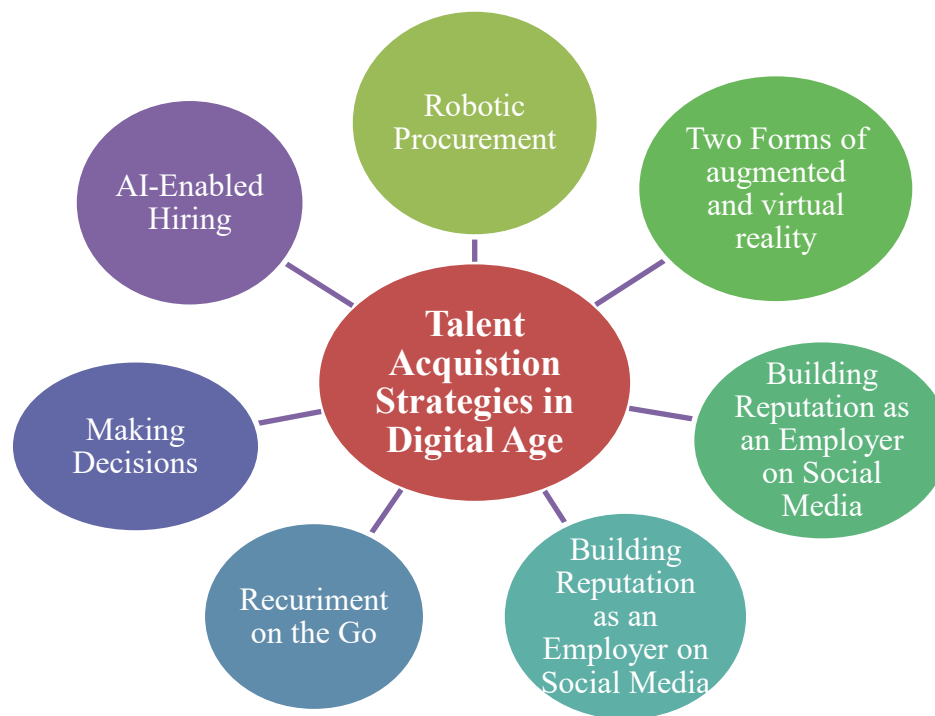 Robotic
Procurement
Two Forms of
augmented
and virtual
reality
AI-Enabled
Hiring
Talent
Acquistion
Strategies in
Digital Age
Building
Reputation as
an Employer
on Social
Media
Making
Decisions
Building
Reputation
as an
Employer on
Social Media
Recuriment
on the Go